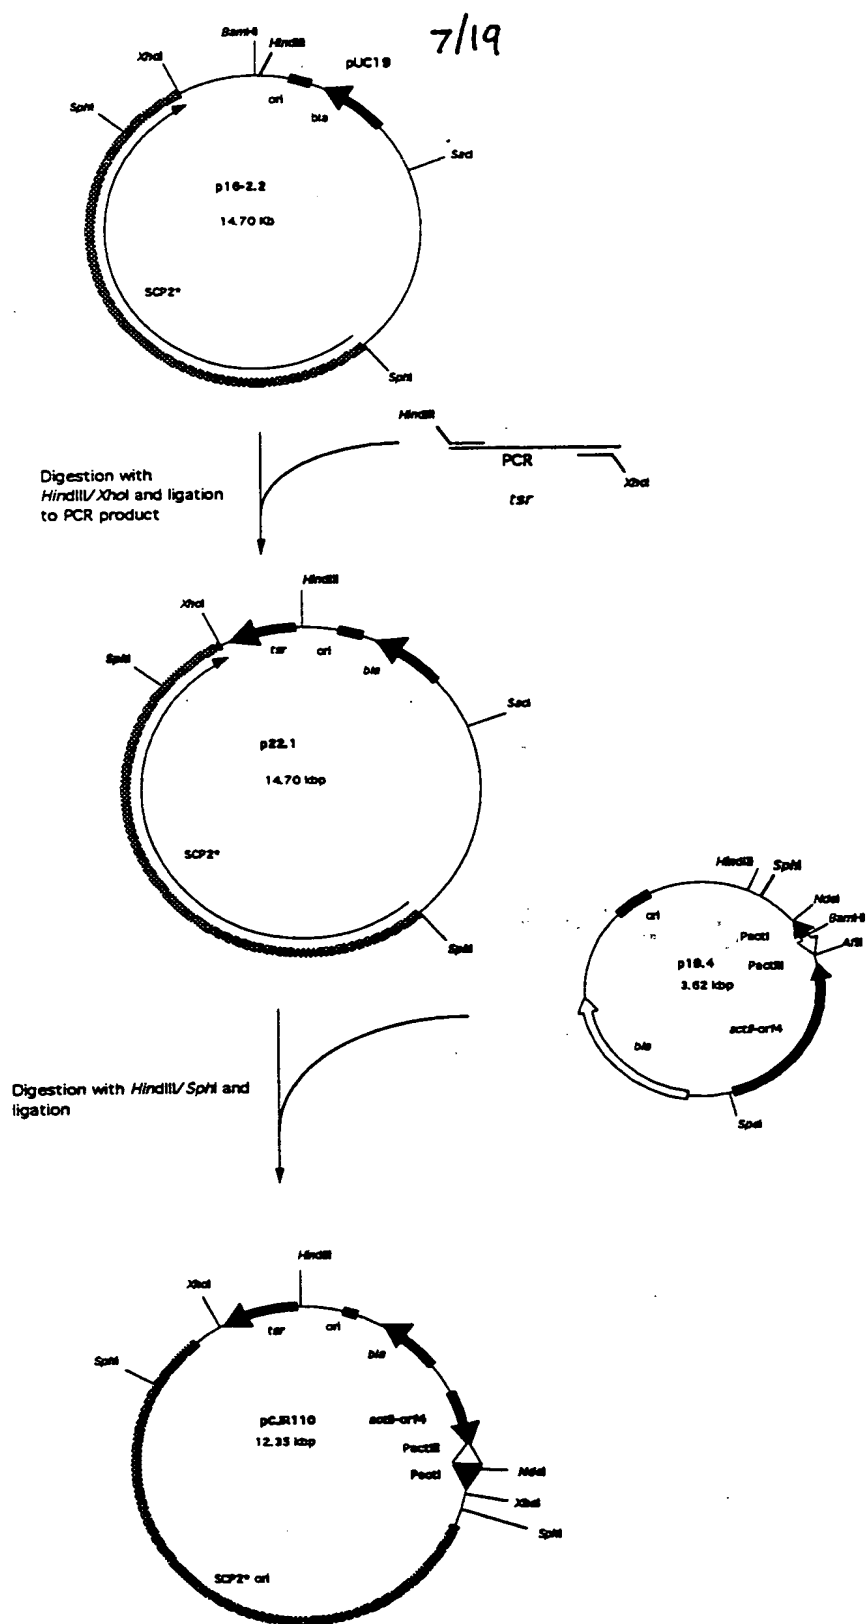 7/19
BamHI
HindIII
XhoI
pUC19
ori
bla
SphI
SacI
p16-2.2
14.70 Kb
SCP2*
SphI
HindIII
PCR
XhoI
tsr
Digestion with
HindIII/XhoI and ligation
to PCR product
HindIII
XhoI
tsr
ori
bla
SphI
SacI
p22.1
14.70 kbp
SCP2*
SphI
HindIII
SphI
NdeI
BamHI
AflII
ori
PactI
PactIII
p18.4
3.62 kbp
actII-orf4
bla
SpeI
Digestion with HindIII/SphI and
ligation
HindIII
XhoI
tsr
ori
bla
SphI
pCJR110
12.35 kbp
actII-orf4
PactIII
PactI
NdeI
XbaI
SphI
SCP2* ori